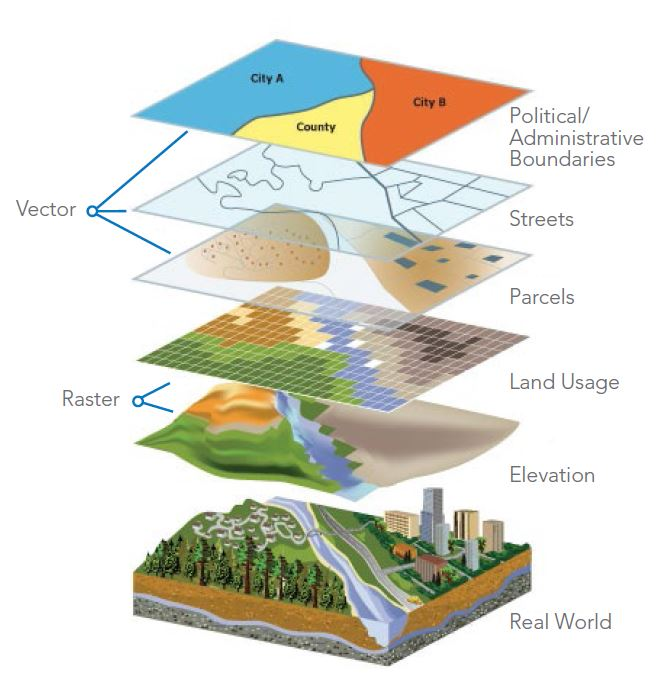 City A
City B
County
Political/
Administrative
Boundaries
Vector
Streets
Parcels
Land Usage
Raster
Elevation
Real World